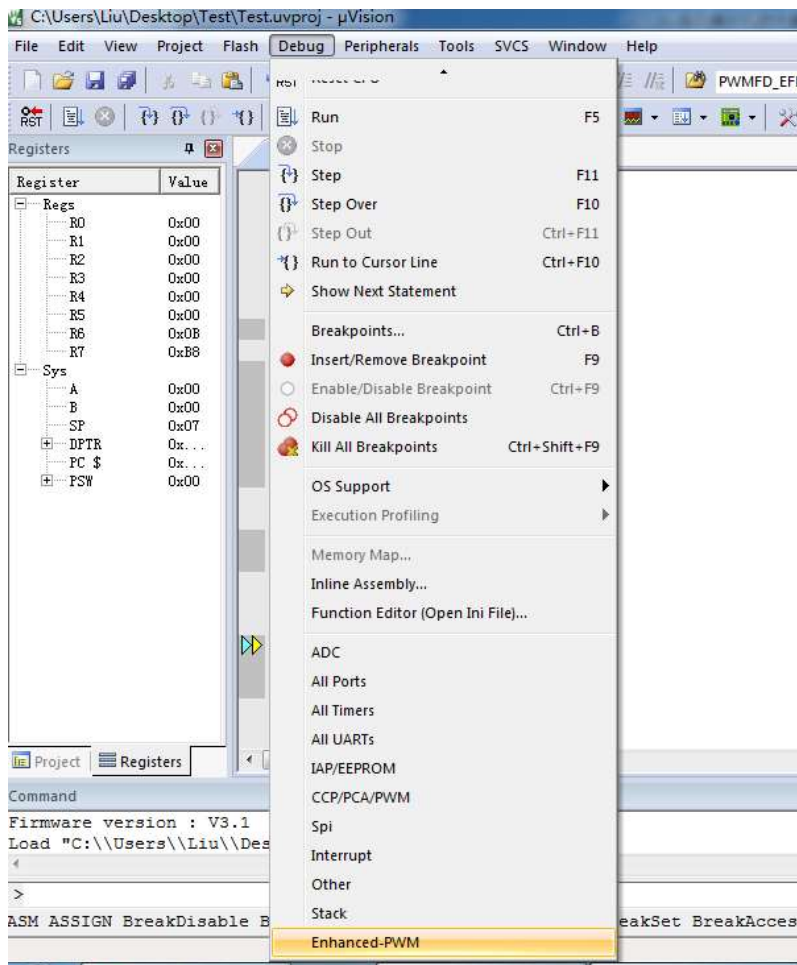 C:\Users\Liu\Desktop\Test\Test.uvproj - µVision
File Edit View Project Flash Debug Peripherals Tools SVCS Window Help
RST
PWMFD_EF
RST
Run F5
Registers
Stop
Register Value
Step F11
Regs
Step Over F10
R0 0x00
Step Out Ctrl+F11
R1 0x00
R2 0x00
Run to Cursor Line Ctrl+F10
R3 0x00
Show Next Statement
R4 0x00
R5 0x00
Breakpoints... Ctrl+B
R6 0x0B
R7 0xB8
Insert/Remove Breakpoint F9
Sys
A 0x00
Enable/Disable Breakpoint Ctrl+F9
B 0x00
Disable All Breakpoints
SP 0x07
DPTR 0x...
Kill All Breakpoints Ctrl+Shift+F9
PC $ 0x...
PSW 0x00
OS Support
Execution Profiling
Memory Map...
Inline Assembly...
Function Editor (Open Ini File)...
ADC
All Ports
All Timers
All UARTs
Project Registers
IAP/EEPROM
Command
CCP/PCA/PWM
Firmware version : V3.1
Spi
Load "C:\\Users\\Liu\\Des
Interrupt
Other
>
Stack
ASM ASSIGN BreakDisable B
eakSet BreakAcces
Enhanced-PWM